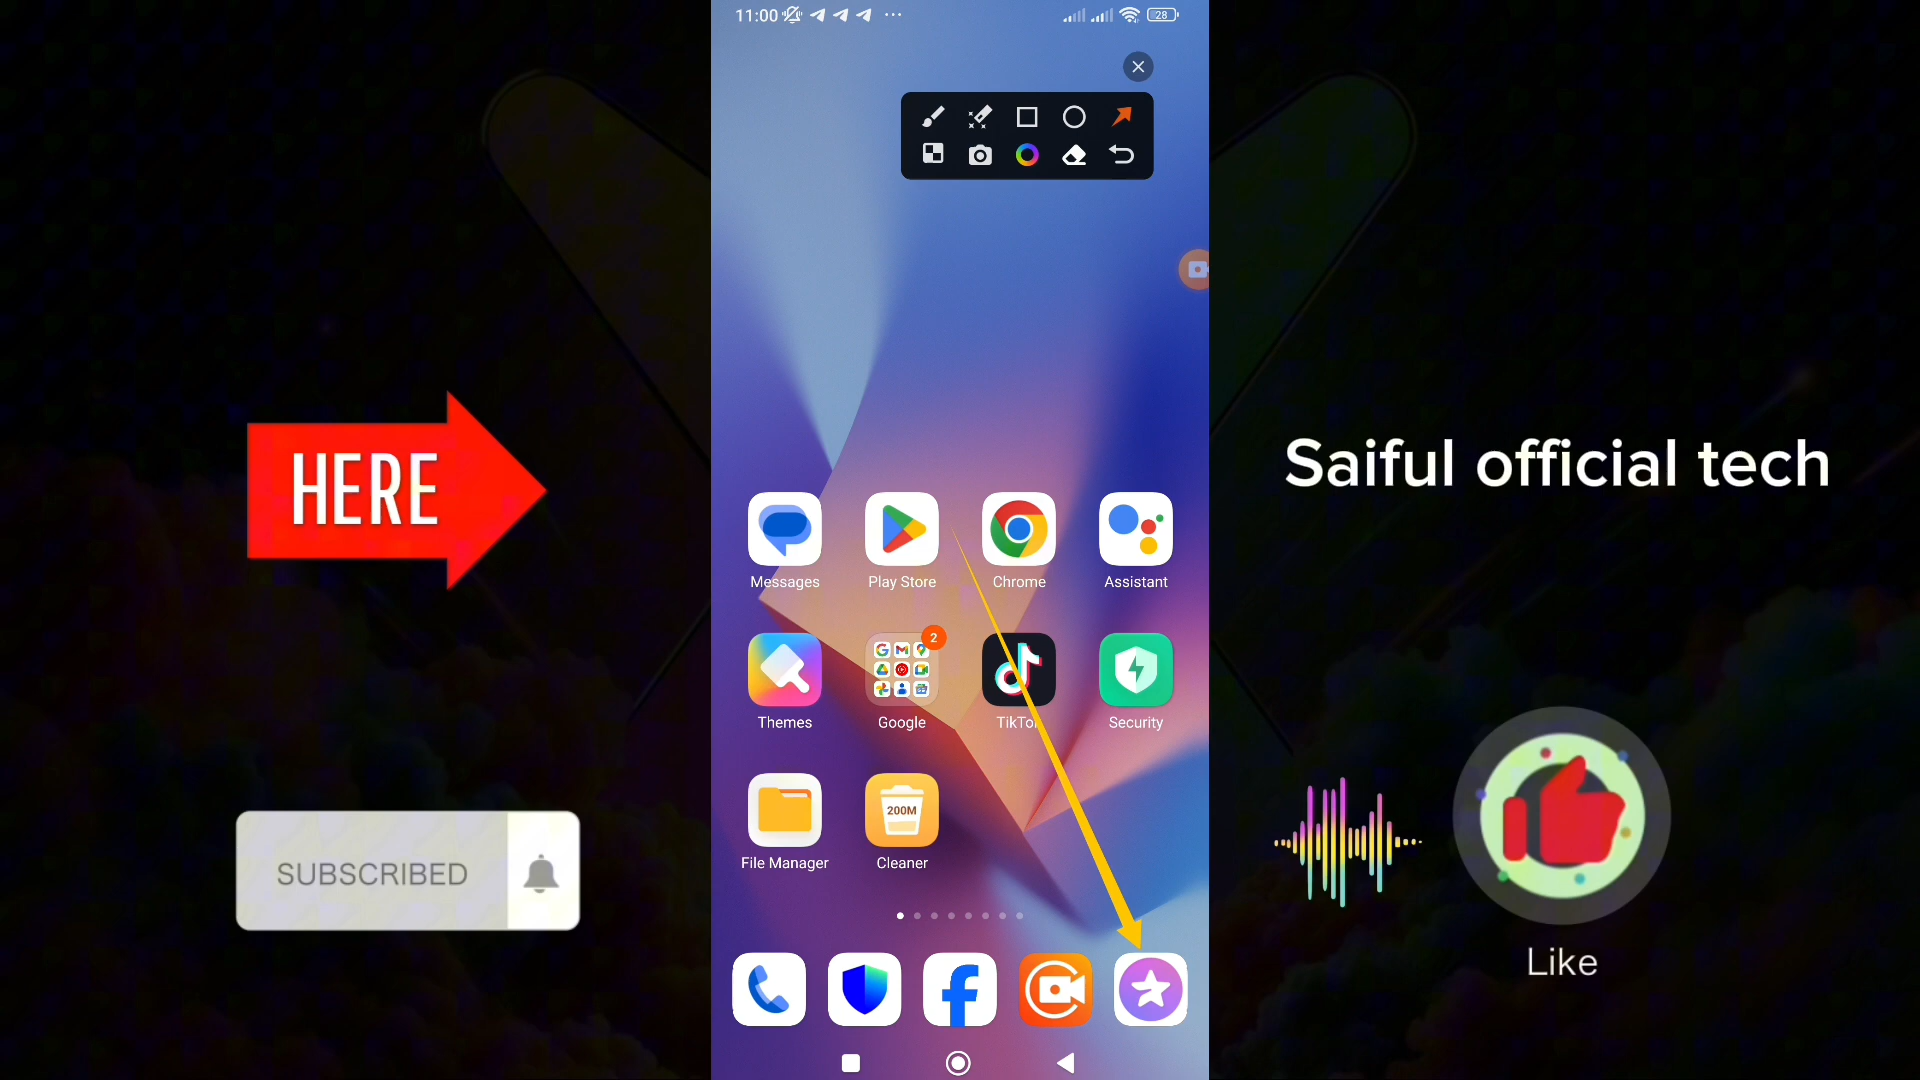 11:00
28
HERE
Saiful official tech
Messages
Play Store
Chrome
Assistant
2
Themes
Google
TikTo
Security
200M
File Manager
Cleaner
SUBSCRIBED
Like